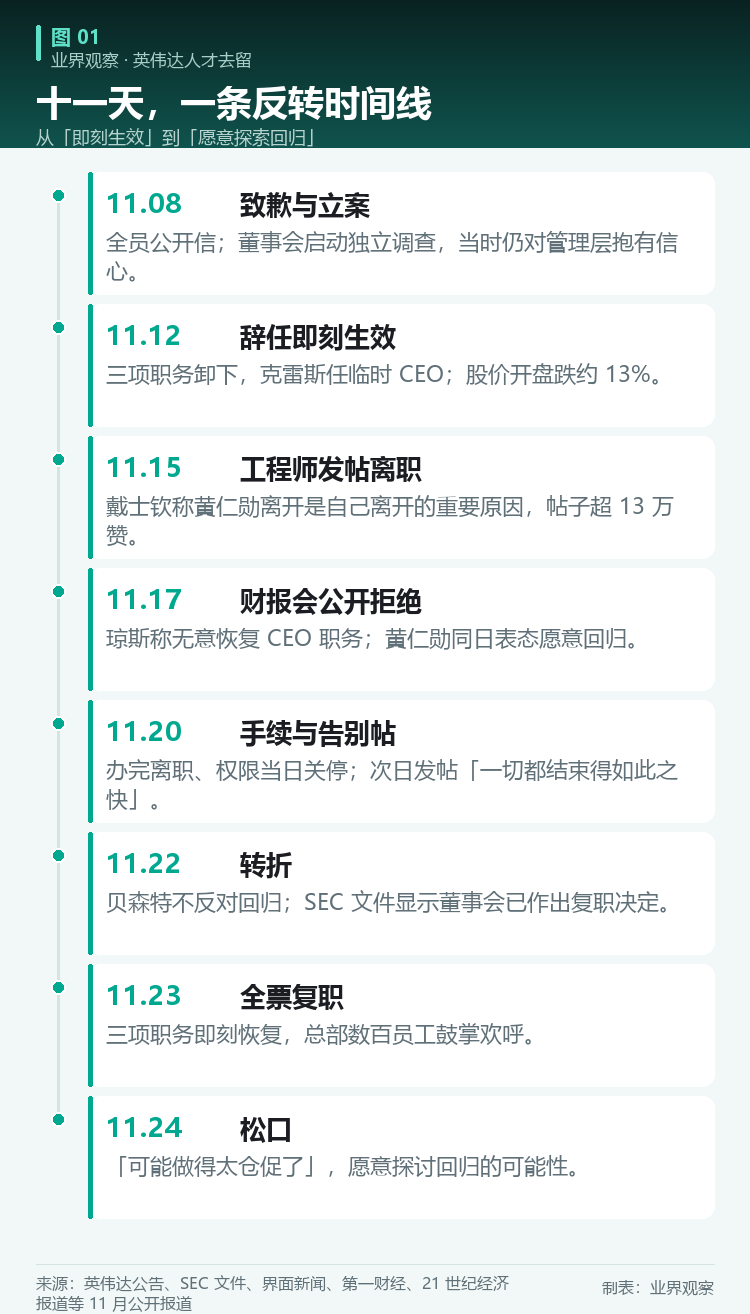 图 01
业界观察 · 英伟达人才去留
十一天，一条反转时间线
从「即刻生效」到「愿意探索回归」
11.08 致歉与立案
全员公开信；董事会启动独立调查，当时仍对管理层抱有信
心。
11.12 辞任即刻生效
三项职务卸下，克雷斯任临时 CEO；股价开盘跌约 13%。
11.15 工程师发帖离职
戴士钦称黄仁勋离开是自己离开的重要原因，帖子超 13 万
赞。
11.17 财报会公开拒绝
琼斯称无意恢复 CEO 职务；黄仁勋同日表态愿意回归。
11.20 手续与告别帖
办完离职、权限当日关停；次日发帖「一切都结束得如此之
快」。
11.22 转折
贝森特不反对回归；SEC 文件显示董事会已作出复职决定。
11.23 全票复职
三项职务即刻恢复，总部数百员工鼓掌欢呼。
11.24 松口
「可能做得太仓促了」，愿意探讨回归的可能性。
来源：英伟达公告、SEC 文件、界面新闻、第一财经、21 世纪经济
报道等 11 月公开报道
制表：业界观察